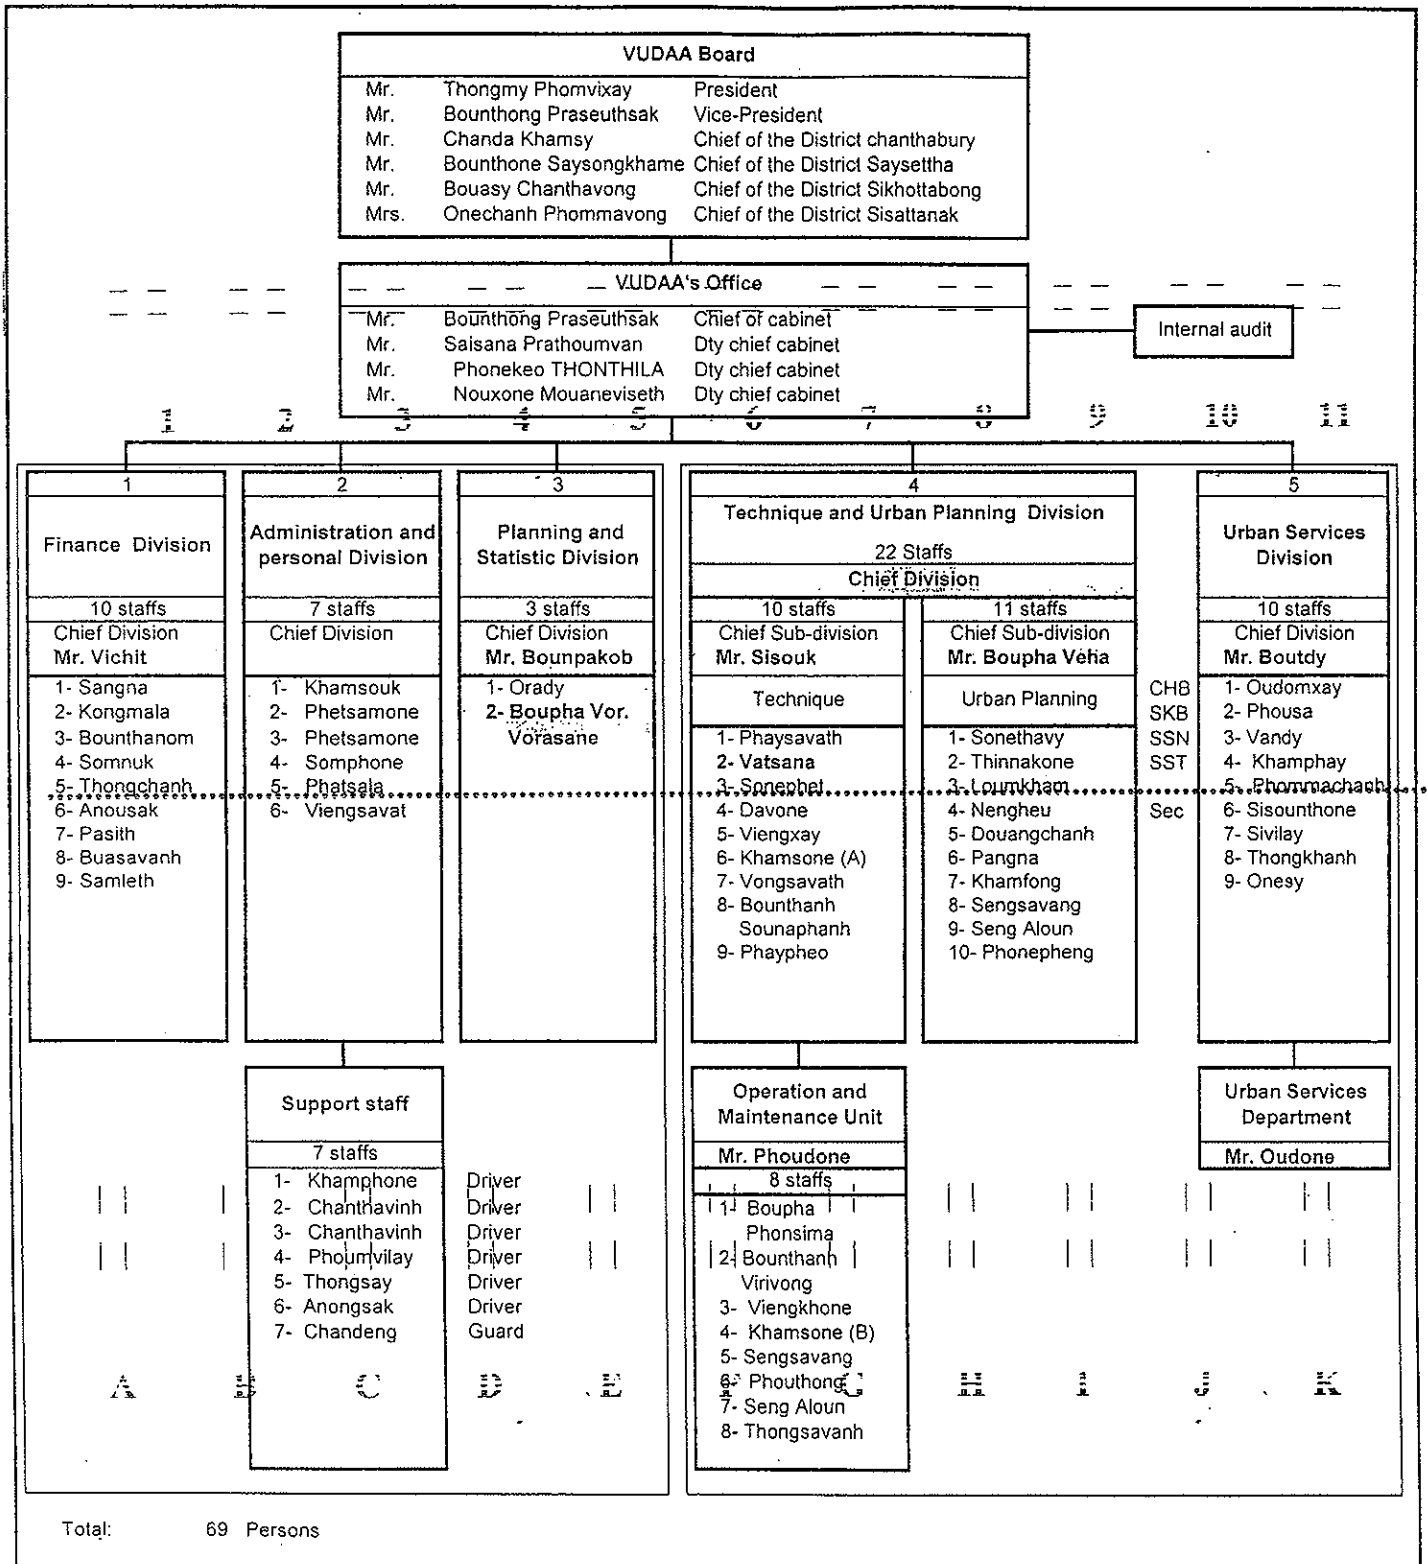 VUDAA Board
Mr. Thongmy Phomvixay President
Mr. Bounthong Praseuthsak Vice-President
Mr. Chanda Khamsy Chief of the District chanthabury
Mr. Bounthone Saysongkhame Chief of the District Saysettha
Mr. Bouasy Chanthavong Chief of the District Sikhottabong
Mrs. Onechanh Phommavong Chief of the District Sisattanak
VUDAA's Office
Mr. Bounthong Praseuthsak Chief of cabinet
Mr. Saisana Prathoumvan Dty chief cabinet
Mr. Phonekeo THONTHILA Dty chief cabinet
Mr. Nouxone Mouaneviseth Dty chief cabinet
Internal audit
1 2 3 4 5 6 7 8 9 10 11
1
Finance Division
10 staffs
Chief Division
Mr. Vichit
1- Sangna
2- Kongmala
3- Bounthanom
4- Somnuk
5- Thongchanh
6- Anousak
7- Pasith
8- Buasavanh
9- Samleth
2
Administration and
personal Division
7 staffs
Chief Division
1- Khamsouk
2- Phetsamone
3- Phetsamone
4- Somphone
5- Phatsala
6- Viengsavat
3
Planning and
Statistic Division
3 staffs
Chief Division
Mr. Bounpakob
1- Orady
2- Boupha Vor.
Vorasane
4
Technique and Urban Planning Division
22 Staffs
Chief Division
10 staffs
Chief Sub-division
Mr. Sisouk
Technique
1- Phaysavath
2- Vatsana
3- Sonephet
4- Davone
5- Viengxay
6- Khamsone (A)
7- Vongsavath
8- Bounthanh
Sounaphanh
9- Phaypheo
11 staffs
Chief Sub-division
Mr. Boupha Veha
Urban Planning
1- Sonethavy
2- Thinnakone
3- Loumkham
4- Nengheu
5- Douangchanh
6- Pangna
7- Khamfong
8- Sengsavang
9- Seng Aloun
10- Phonepheng
CHB
SKB
SSN
SST
Sec
5
Urban Services
Division
10 staffs
Chief Division
Mr. Boutdy
1- Oudomxay
2- Phousa
3- Vandy
4- Khamphay
5- Phommachanh
6- Sisounthone
7- Sivilay
8- Thongkhanh
9- Onesy
Support staff
7 staffs
1- Khamphone Driver
2- Chanthavinh Driver
3- Chanthavinh Driver
4- Phoumvilay Driver
5- Thongsay Driver
6- Anongsak Driver
7- Chandeng Guard
Operation and
Maintenance Unit
Mr. Phoudone
8 staffs
1- Boupha
Phonsima
2- Bounthanh
Virivong
3- Viengkhone
4- Khamsone (B)
5- Sengsavang
6- Phouthong
7- Seng Aloun
8- Thongsavanh
Urban Services
Department
Mr. Oudone
A B C D E F G H I J K
Total: 69 Persons